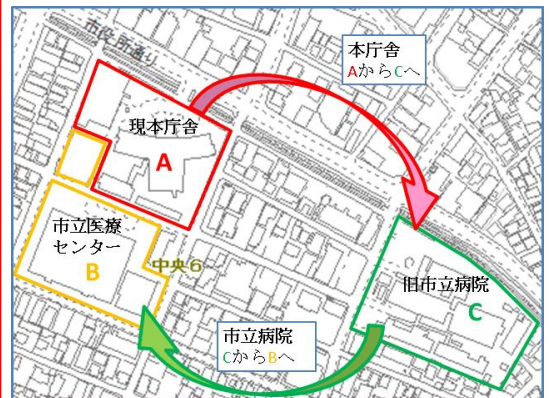 市役所通り
本庁舎
AからCへ
現本庁舎
A
市立医療
センター
B
中央6
旧市立病院
C
市立病院
CからBへ